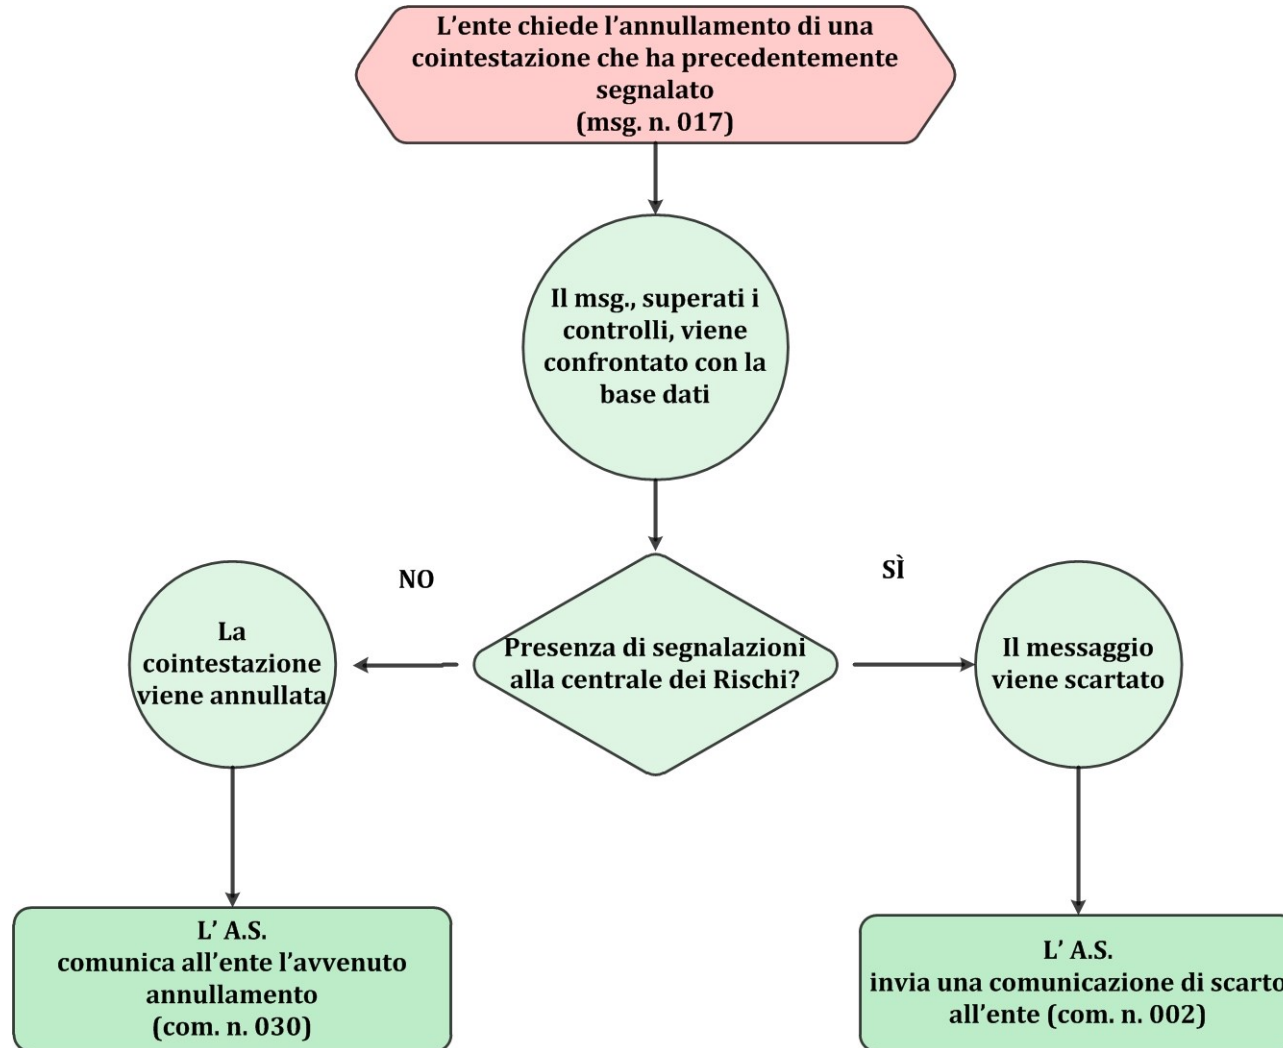 L’ente chiede l’annullamento di una
cointestazione che ha precedentemente
segnalato
(msg. n. 017)
Il msg., superati i
controlli, viene
confrontato con la
base dati
NO
SÌ
La
cointestazione
viene annullata
Presenza di segnalazioni
alla centrale dei Rischi?
Il messaggio
viene scartato
L’ A.S.
comunica all’ente l’avvenuto
annullamento
(com. n. 030)
L’ A.S.
invia una comunicazione di scarto
all’ente (com. n. 002)